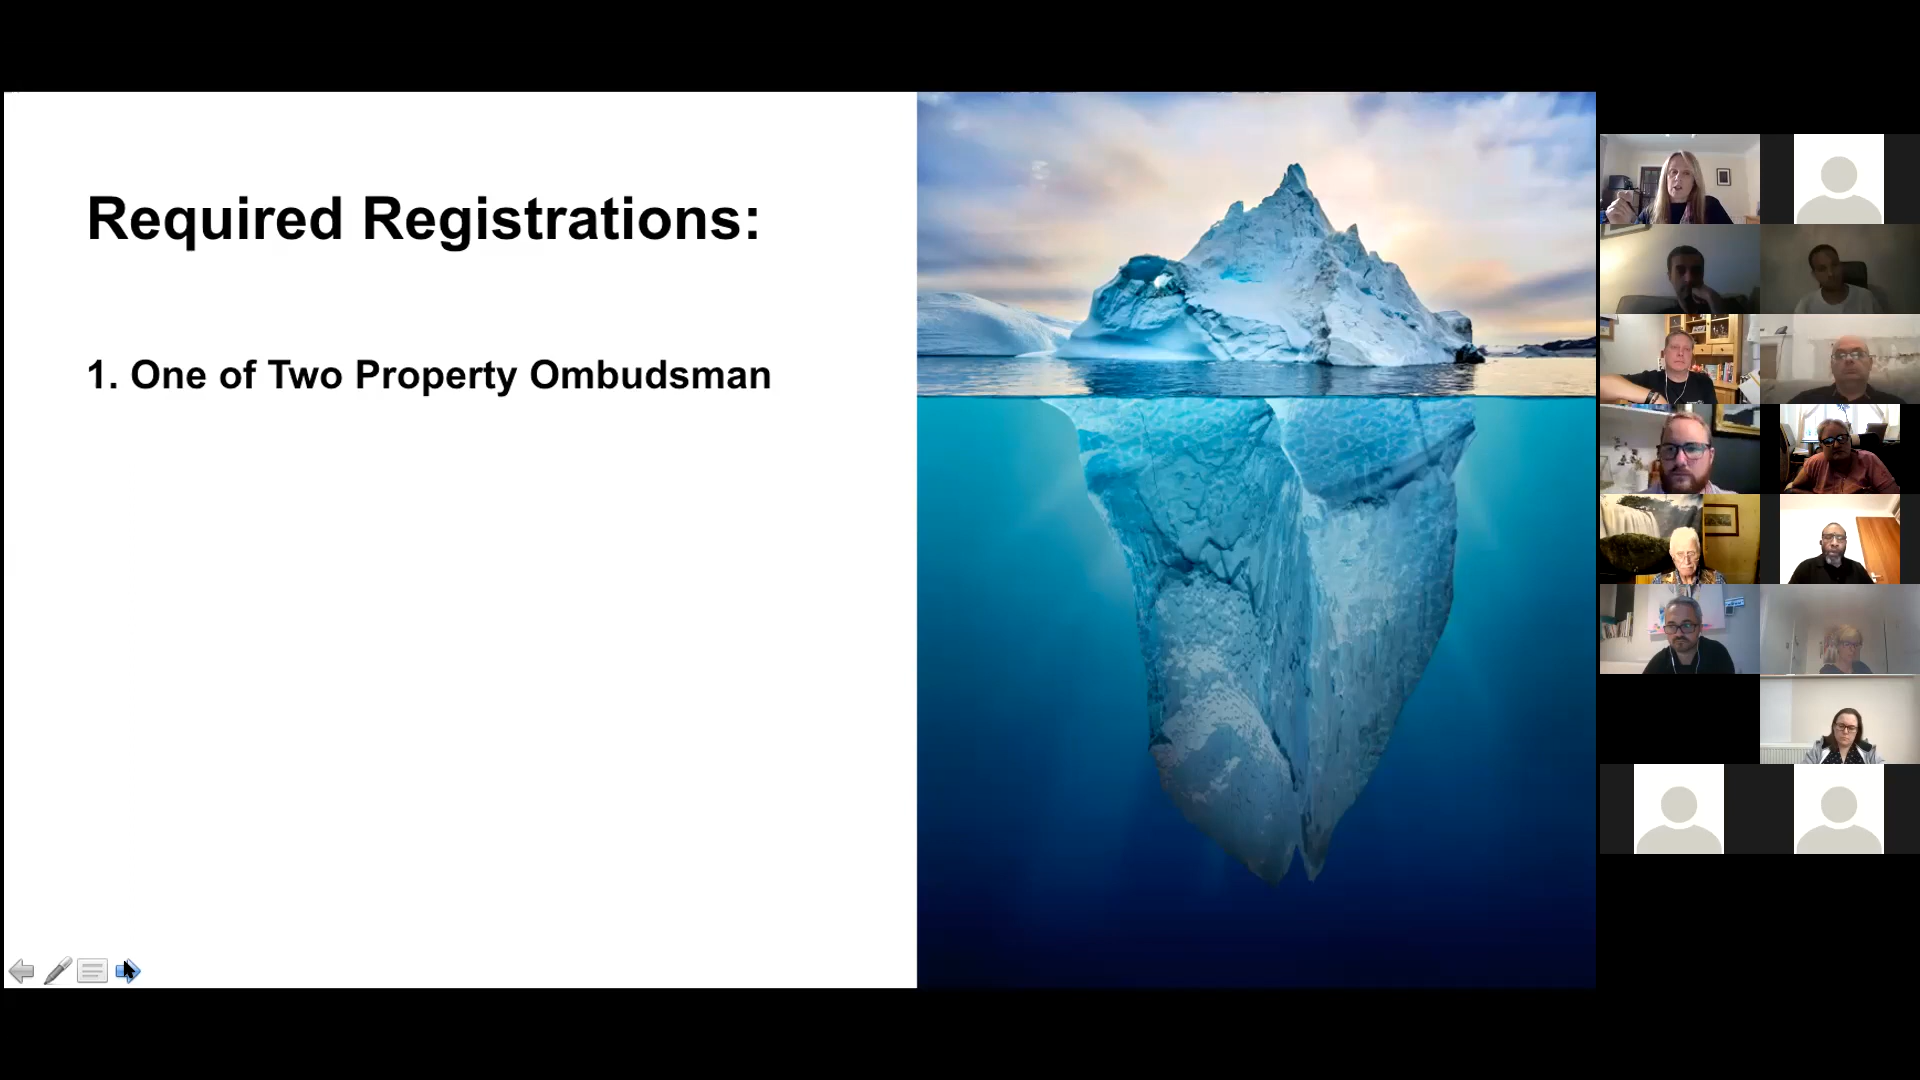 Required Registrations:
1. One of Two Property Ombudsman